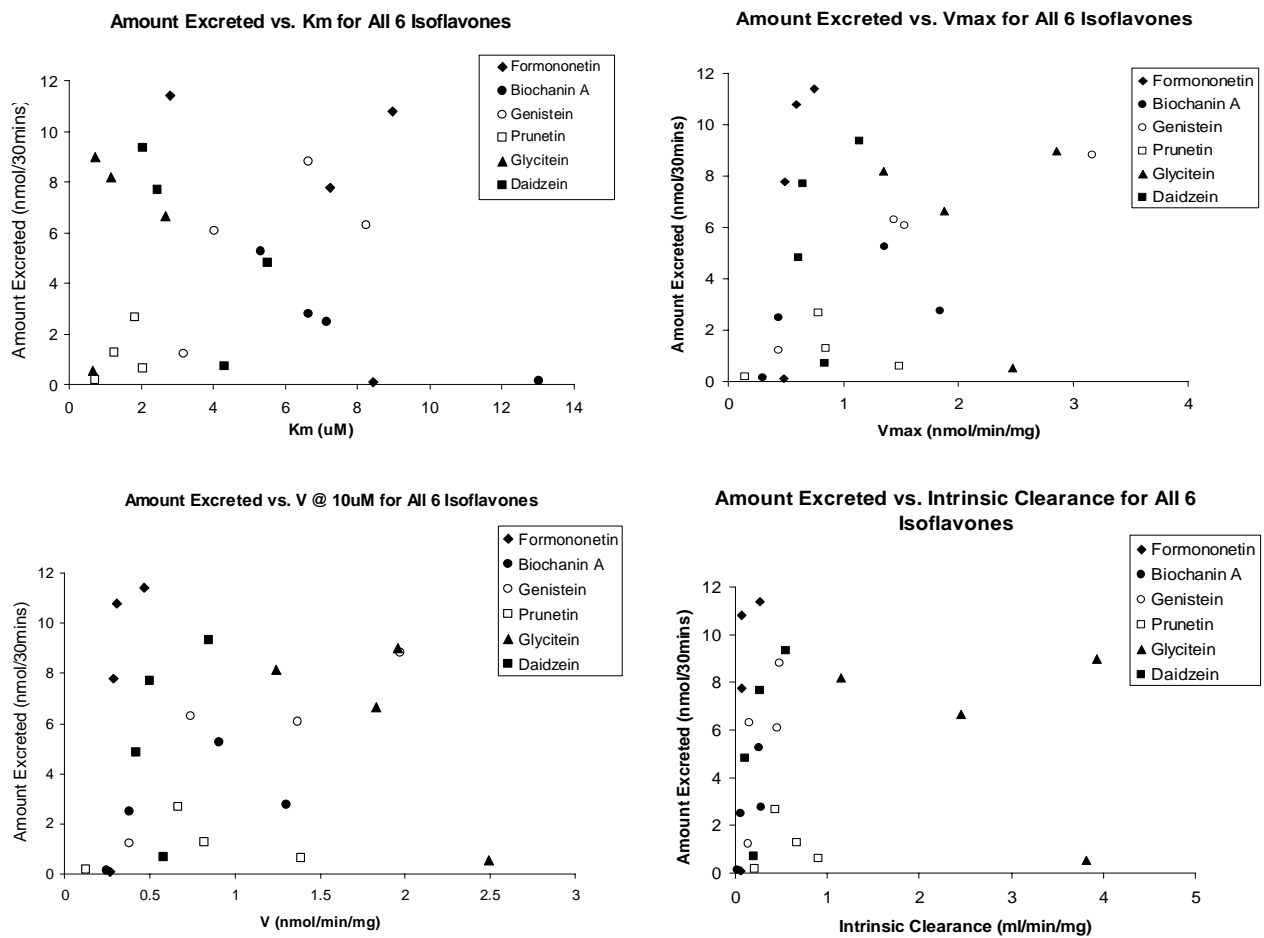 Amount Excreted vs. Km for All 6 Isoflavones
Formononetin
Biochanin A
Genistein
Prunetin
Glycitein
Daidzein
Amount Excreted (nmol/30mins)
12
10
8
6
4
2
0
0 2 4 6 8 10 12 14
Km (uM)
Amount Excreted vs. Vmax for All 6 Isoflavones
Formononetin
Biochanin A
Genistein
Prunetin
Glycitein
Daidzein
Amount Excreted (nmol/30mins)
12
10
8
6
4
2
0
0 1 2 3 4
Vmax (nmol/min/mg)
Amount Excreted vs. V @ 10uM for All 6 Isoflavones
Formononetin
Biochanin A
Genistein
Prunetin
Glycitein
Daidzein
Amount Excreted (nmol/30mins)
12
10
8
6
4
2
0
0 0.5 1 1.5 2 2.5 3
V (nmol/min/mg)
Amount Excreted vs. Intrinsic Clearance for All 6
Isoflavones
Formononetin
Biochanin A
Genistein
Prunetin
Glycitein
Daidzein
Amount Excreted (nmol/30mins)
12
10
8
6
4
2
0
0 1 2 3 4 5
Intrinsic Clearance (ml/min/mg)